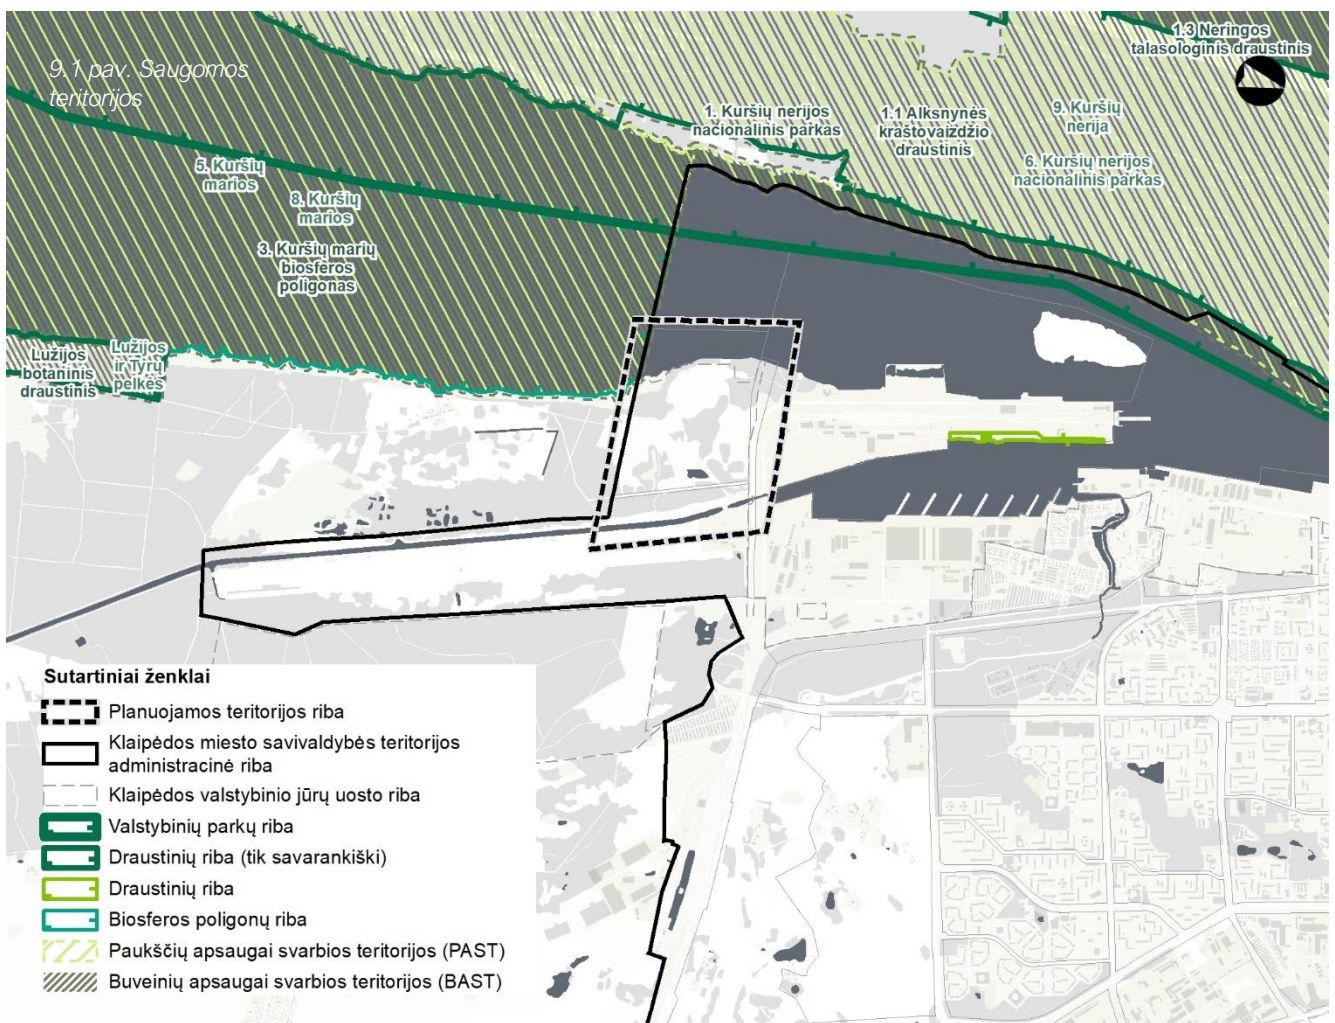 9.1 pav. Saugomos
teritorijos
1.3 Neringos
talasologinis draustinis
1. Kuršių nerijos
nacionalinis parkas
1.1 Alksnynės
kraštovaizdžio
draustinis
9. Kuršių
nerija
6. Kuršių nerijos
nacionalinis parkas
5. Kuršių
marios
8. Kuršių
marios
3. Kuršių marių
biosferos
poligonas
Lužijos
botaninis
draustinis
Lužijos
ir Tyrų
pelkės
Sutartiniai ženklai
Planuojamos teritorijos riba
Klaipėdos miesto savivaldybės teritorijos
administracinė riba
Klaipėdos valstybinio jūrų uosto riba
Valstybinių parkų riba
Draustinių riba (tik savarankiški)
Draustinių riba
Biosferos poligonų riba
Paukščių apsaugai svarbios teritorijos (PAST)
Buveinių apsaugai svarbios teritorijos (BAST)